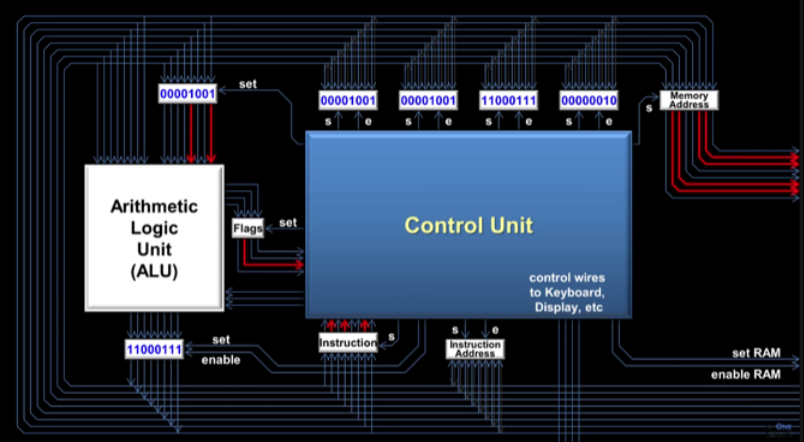 set
00001001
00001001
00001001
11000111
00000010
Memory
Address
s
s e
s e
s e
s e
Arithmetic
Logic
Unit
(ALU)
Flags
set
Control Unit
control wires
to Keyboard,
Display, etc
11000111
set
enable
Instruction
s
s e
Instruction
Address
set RAM
enable RAM
One